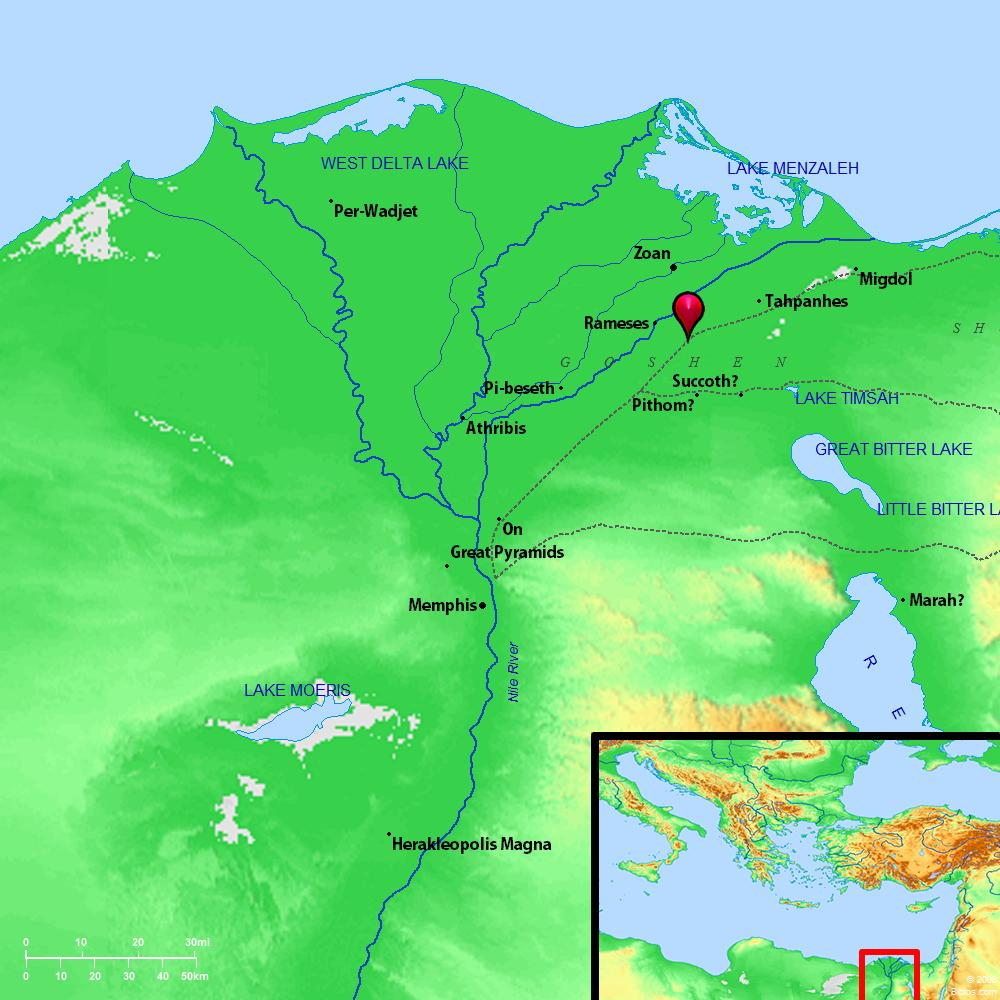 WEST DELTA LAKE
LAKE MENZALEH
Per-Wadjet
Zoan
Migdol
Tahpanhes
Rameses
S H
G O S H E N
Succoth?
Pi-beseth
Pithom?
LAKE TIMSAH
Athribis
GREAT BITTER LAKE
LITTLE BITTER LA
On
Great Pyramids
Memphis
Marah?
Nile River
R E
LAKE MOERIS
Herakleopolis Magna
0 10 20 30mi
0 10 20 30 40 50km
Biblos.com